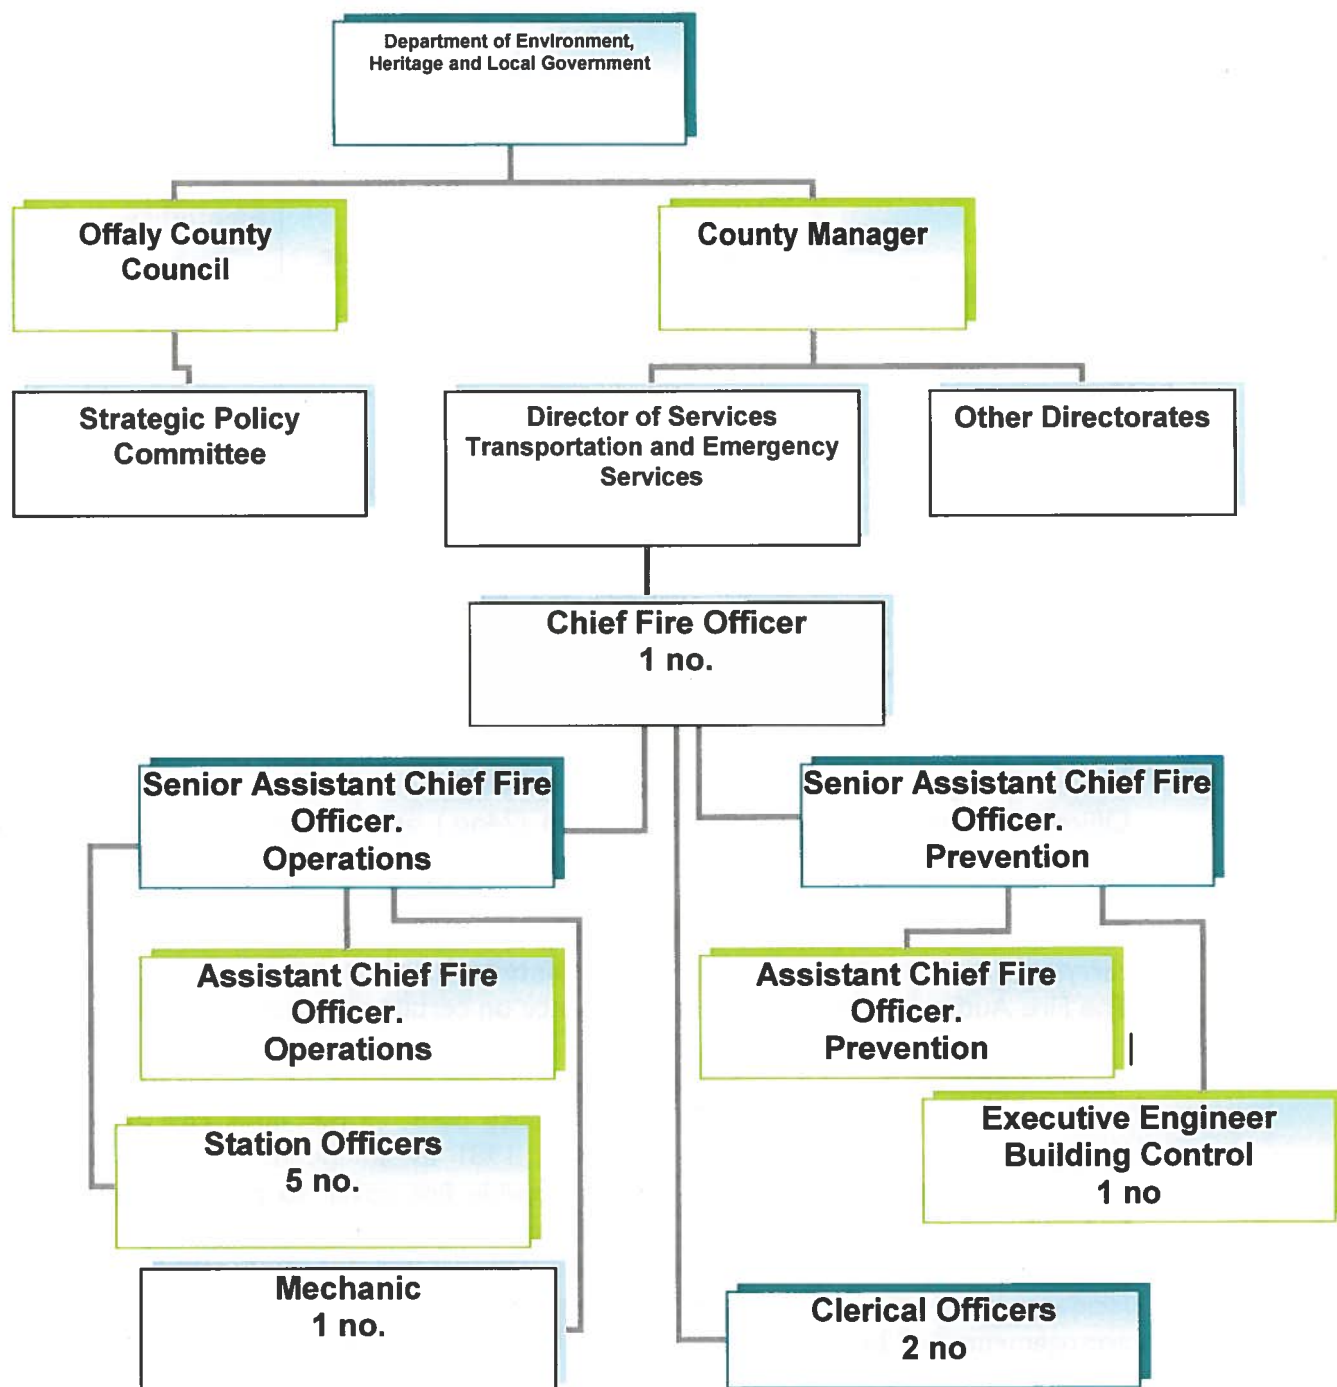 Department of Environment,
Heritage and Local Government
Offaly County
Council
County Manager
Strategic Policy
Committee
Director of Services
Transportation and Emergency
Services
Other Directorates
Chief Fire Officer
1 no.
Senior Assistant Chief Fire
Officer.
Operations
Senior Assistant Chief Fire
Officer.
Prevention
Assistant Chief Fire
Officer.
Operations
Assistant Chief Fire
Officer.
Prevention
Station Officers
5 no.
Executive Engineer
Building Control
1 no
Mechanic
1 no.
Clerical Officers
2 no